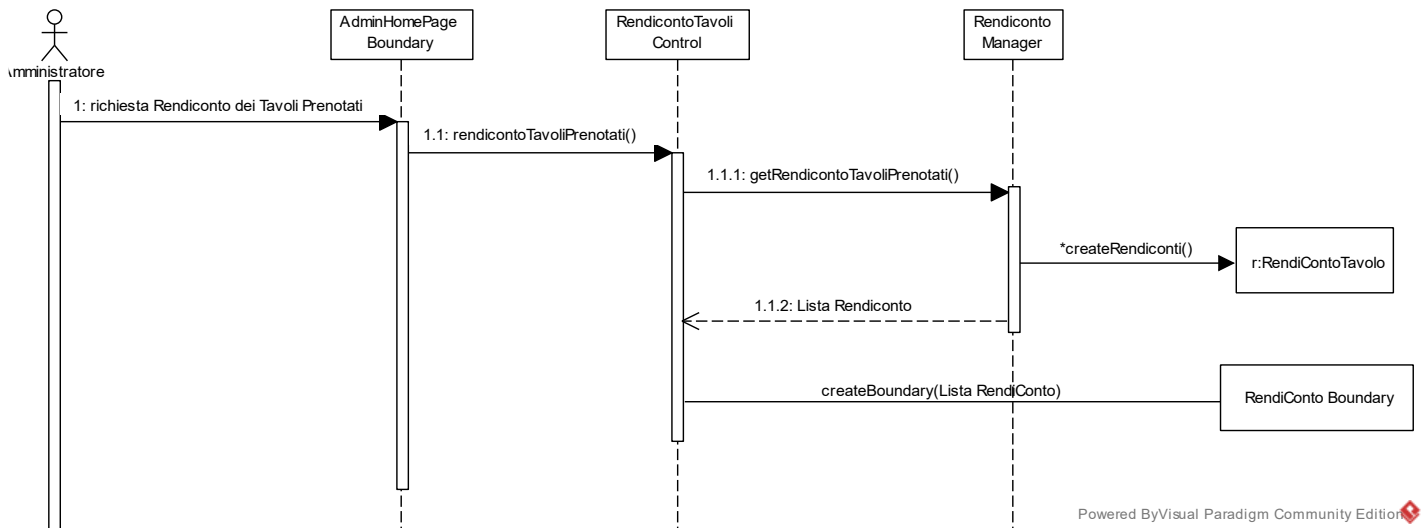 AdminHomePage
Boundary
RendicontoTavoli
Control
Rendiconto
Manager
mministratore
1: richiesta Rendiconto dei Tavoli Prenotati
1.1: rendicontoTavoliPrenotati()
1.1.1: getRendicontoTavoliPrenotati()
*createRendiconti()
r:RendiContoTavolo
1.1.2: Lista Rendiconto
createBoundary(Lista RendiConto)
RendiConto Boundary
Powered ByVisual Paradigm Community Edition